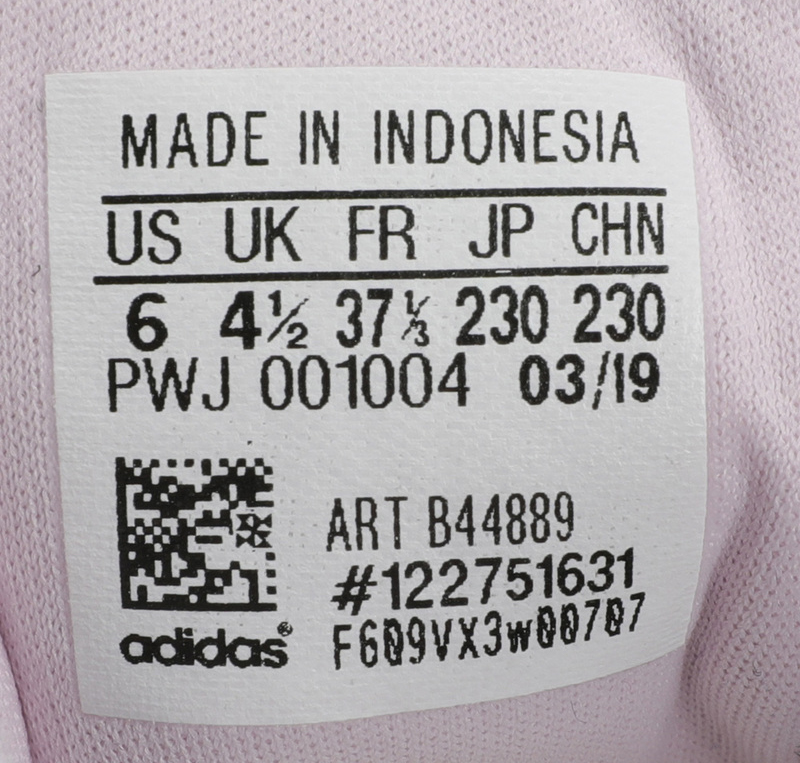 MADE IN INDONESIA
US UK FR JP CHN
6 4½ 37⅓ 230 230
PWJ 001004 03/19
ART B44889
#122751631
F609VX3w00707
adidas®